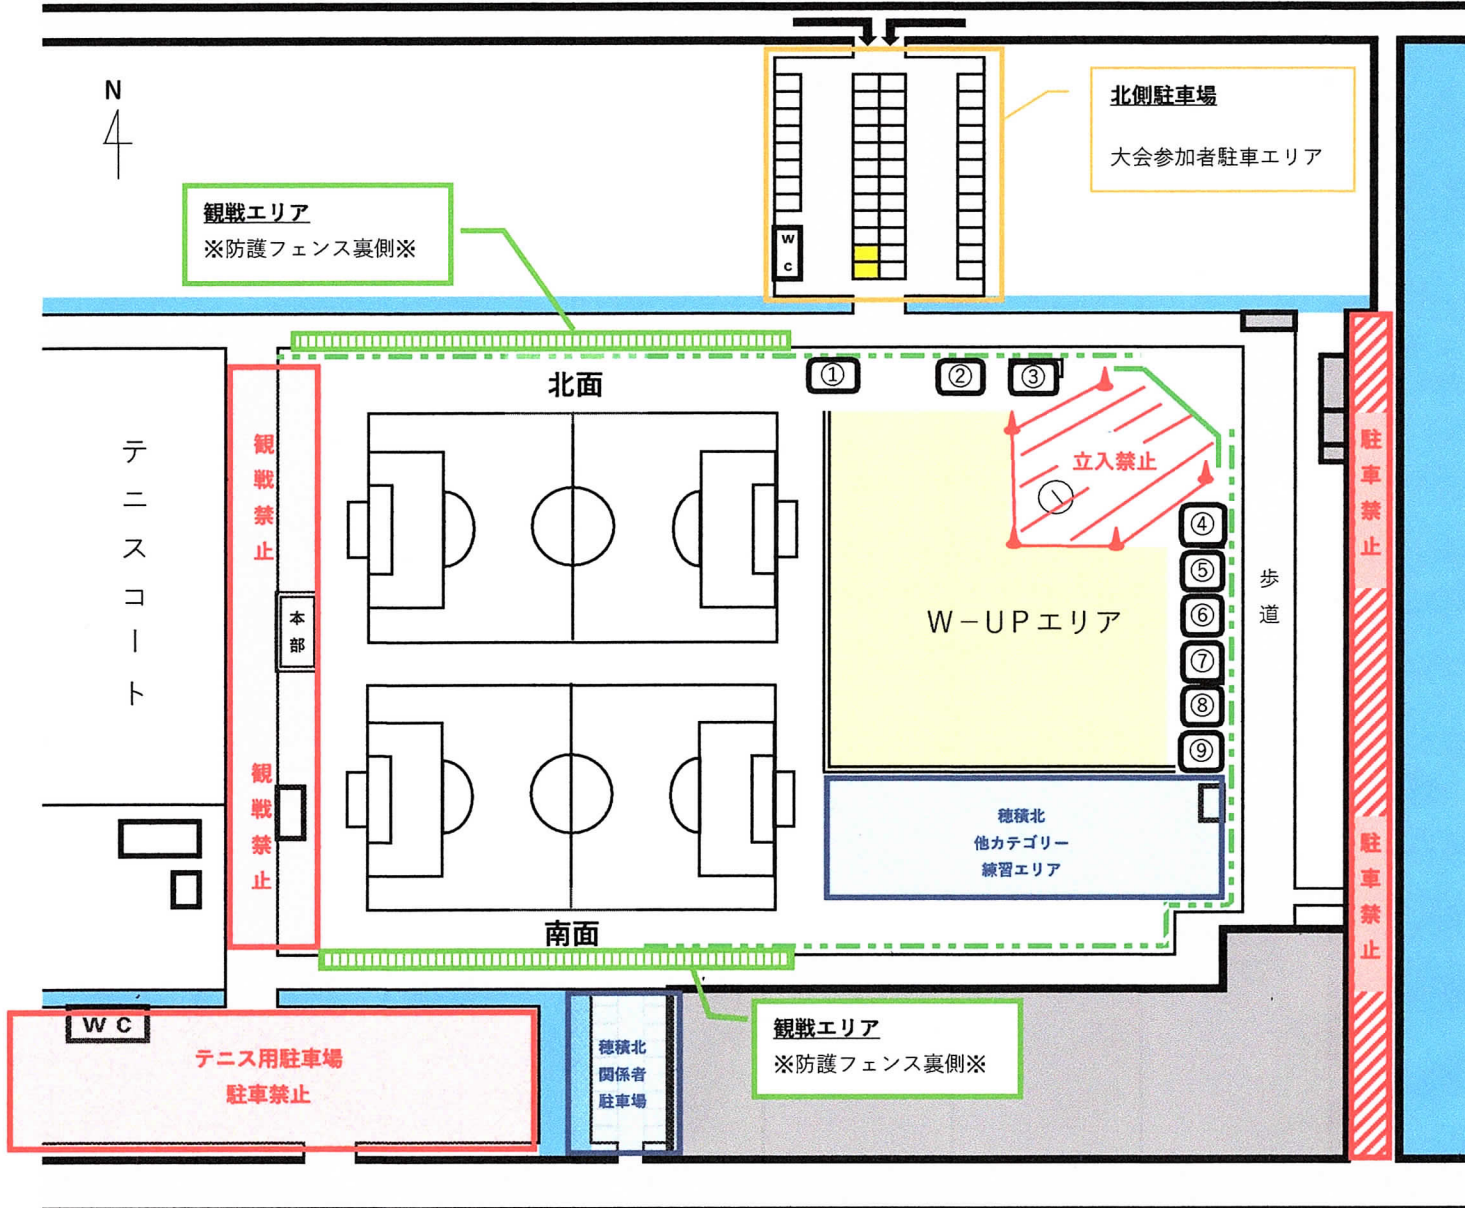 N
北側駐車場
大会参加者駐車エリア
観戦エリア
※防護フェンス裏側※
W
C
北面
①
②
③
立入禁止
観戦禁止
テニスコート
本部
W－UPエリア
④
⑤
⑥
⑦
⑧
⑨
歩道
駐車禁止
観戦禁止
穂積北
他カテゴリー
練習エリア
駐車禁止
南面
W C
テニス用駐車場
駐車禁止
穂積北
関係者
駐車場
観戦エリア
※防護フェンス裏側※